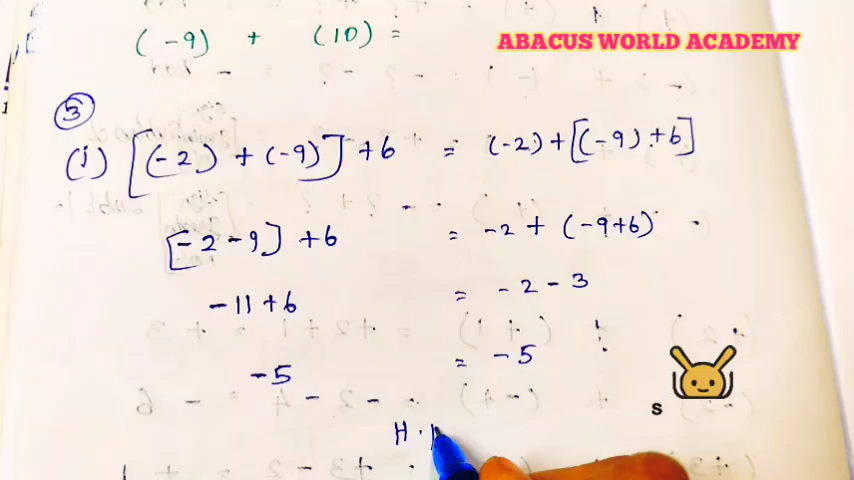 (-9) + (10) =
ABACUS WORLD ACADEMY
(3)
(i) [(-2) + (-9)] + 6 = (-2) + [(-9) + 6]
[-2 - 9] + 6 = -2 + (-9+6)
-11 + 6 = -2 - 3
-5 = -5
s
H.